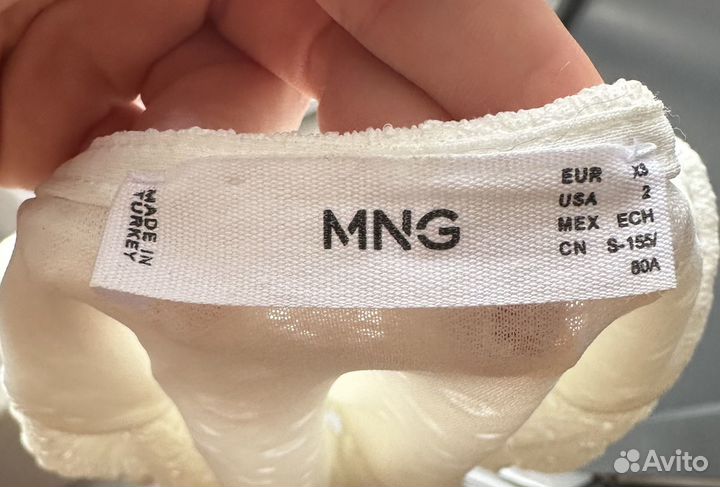 MADE IN
TURKEY
MNG
EUR XS
USA 2
MEX ECH
CN S-155/
80A
Avito